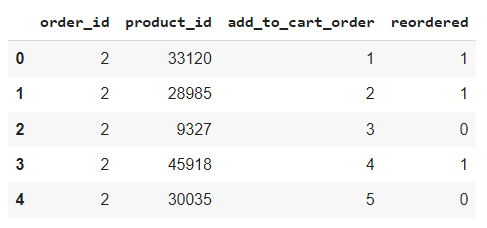 order_id product_id add_to_cart_order reordered
0 2 33120 1 1
1 2 28985 2 1
2 2 9327 3 0
3 2 45918 4 1
4 2 30035 5 0